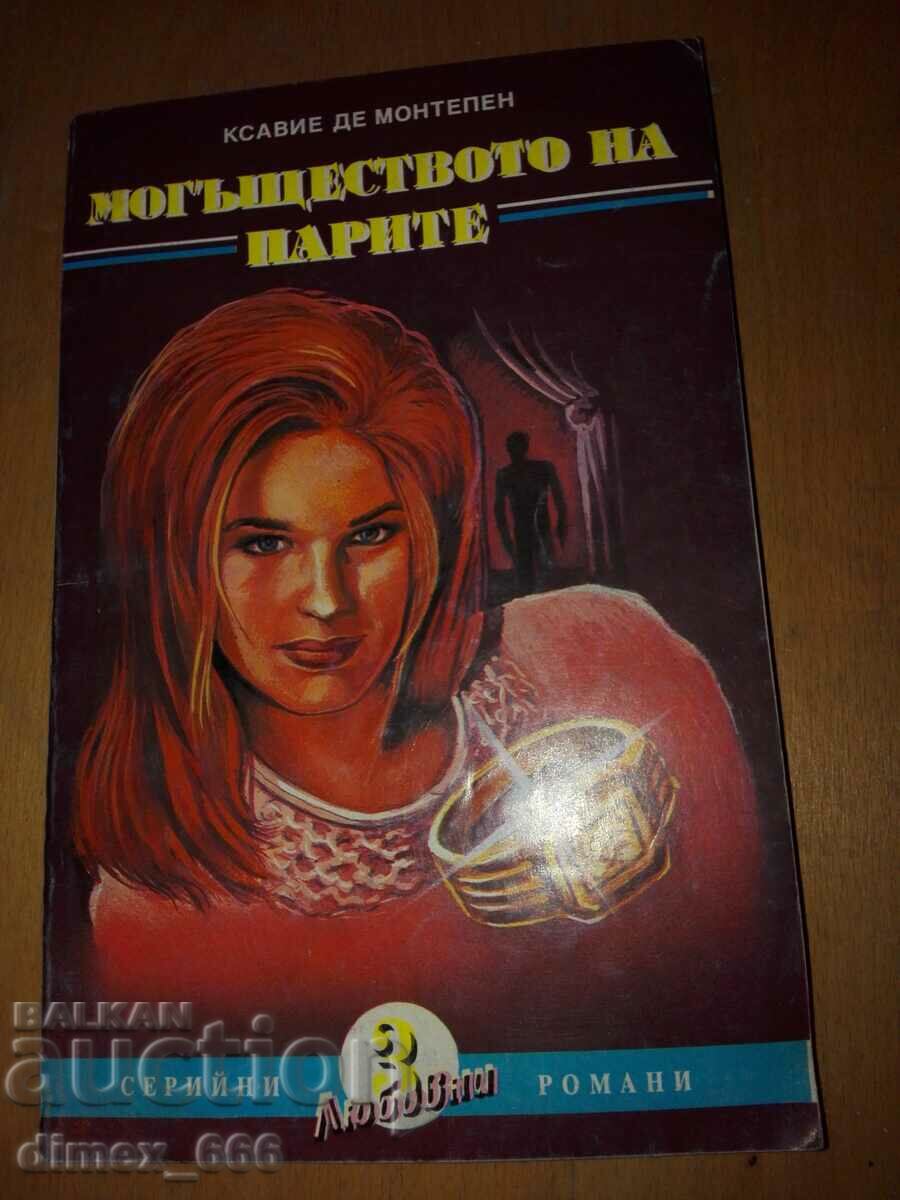 КСАВИЕ ДЕ МОНТЕПЕН
МОГЪЩЕСТВОТО НА
ПАРИТЕ
3
СЕРИЙНИ Любовни РОМАНИ
BALKAN
auction
dimex_666